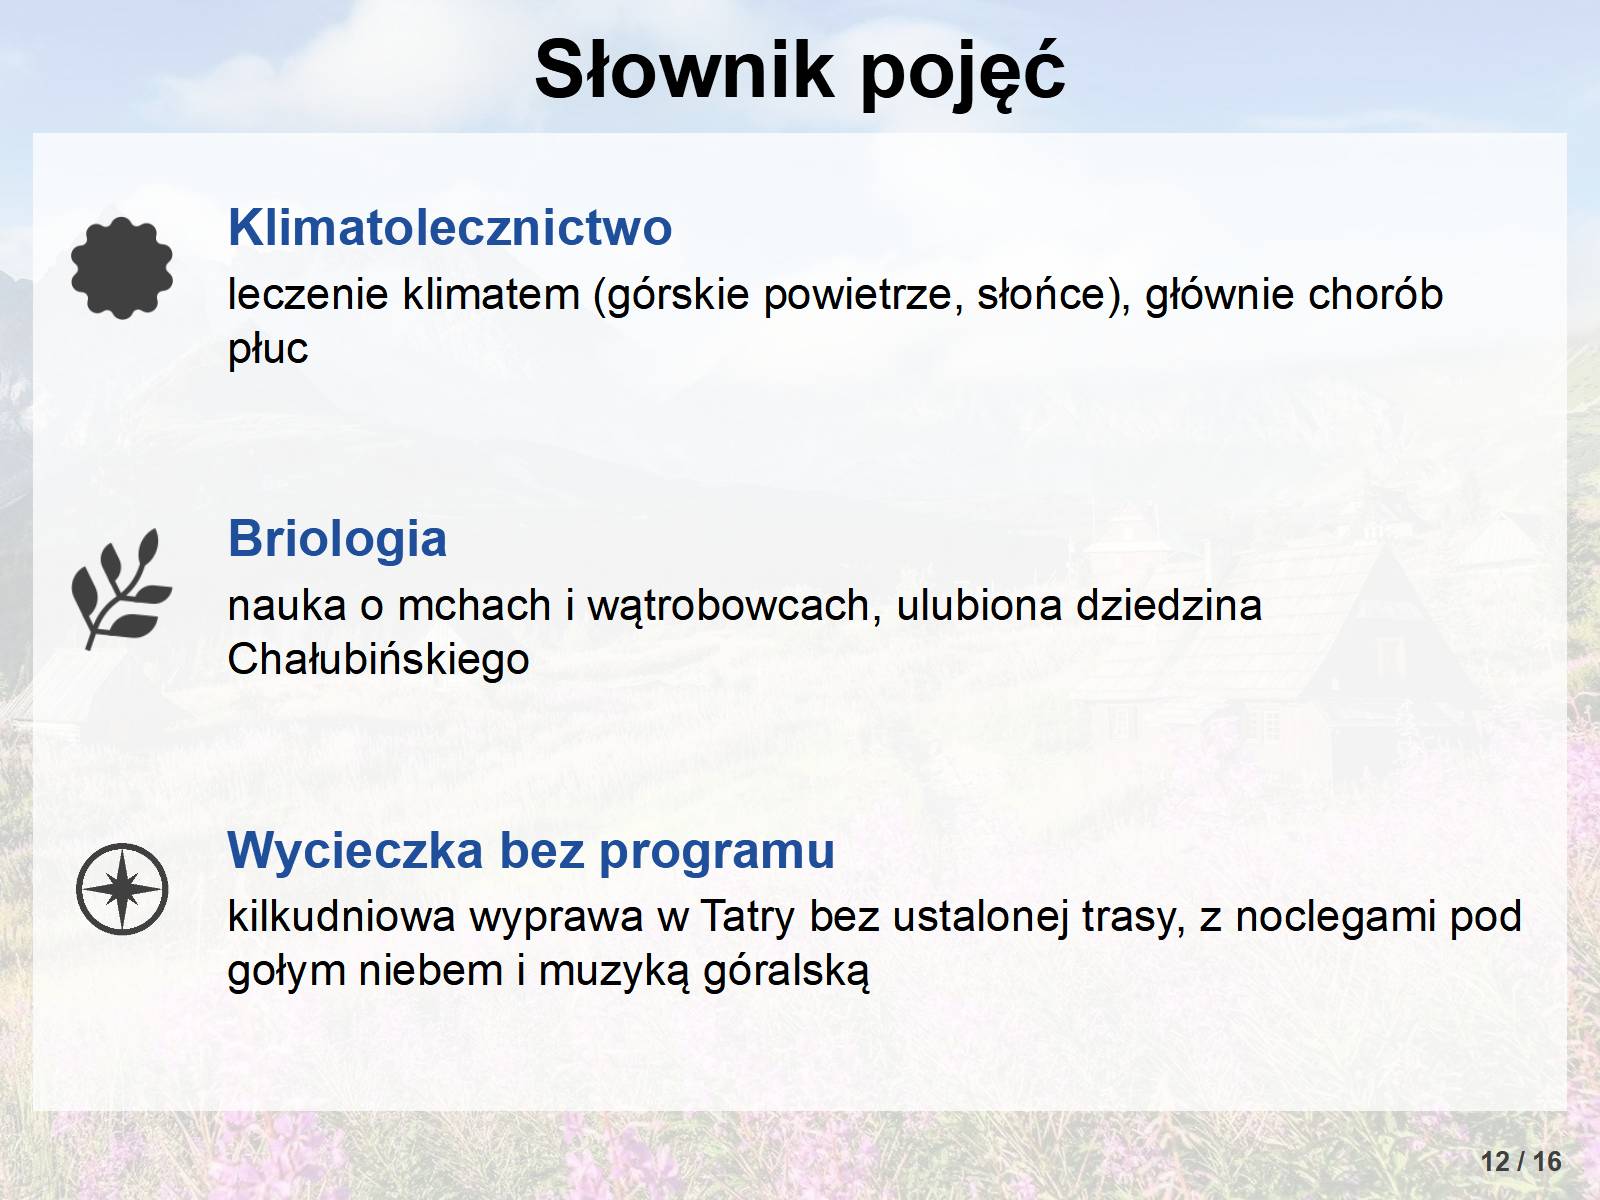 Słownik pojęć
Klimatolecznictwo
leczenie klimatem (górskie powietrze, słońce), głównie chorób
płuc
Briologia
nauka o mchach i wątrobowcach, ulubiona dziedzina
Chałubińskiego
Wycieczka bez programu
kilkudniowa wyprawa w Tatry bez ustalonej trasy, z noclegami pod
gołym niebem i muzyką góralską
12 / 16